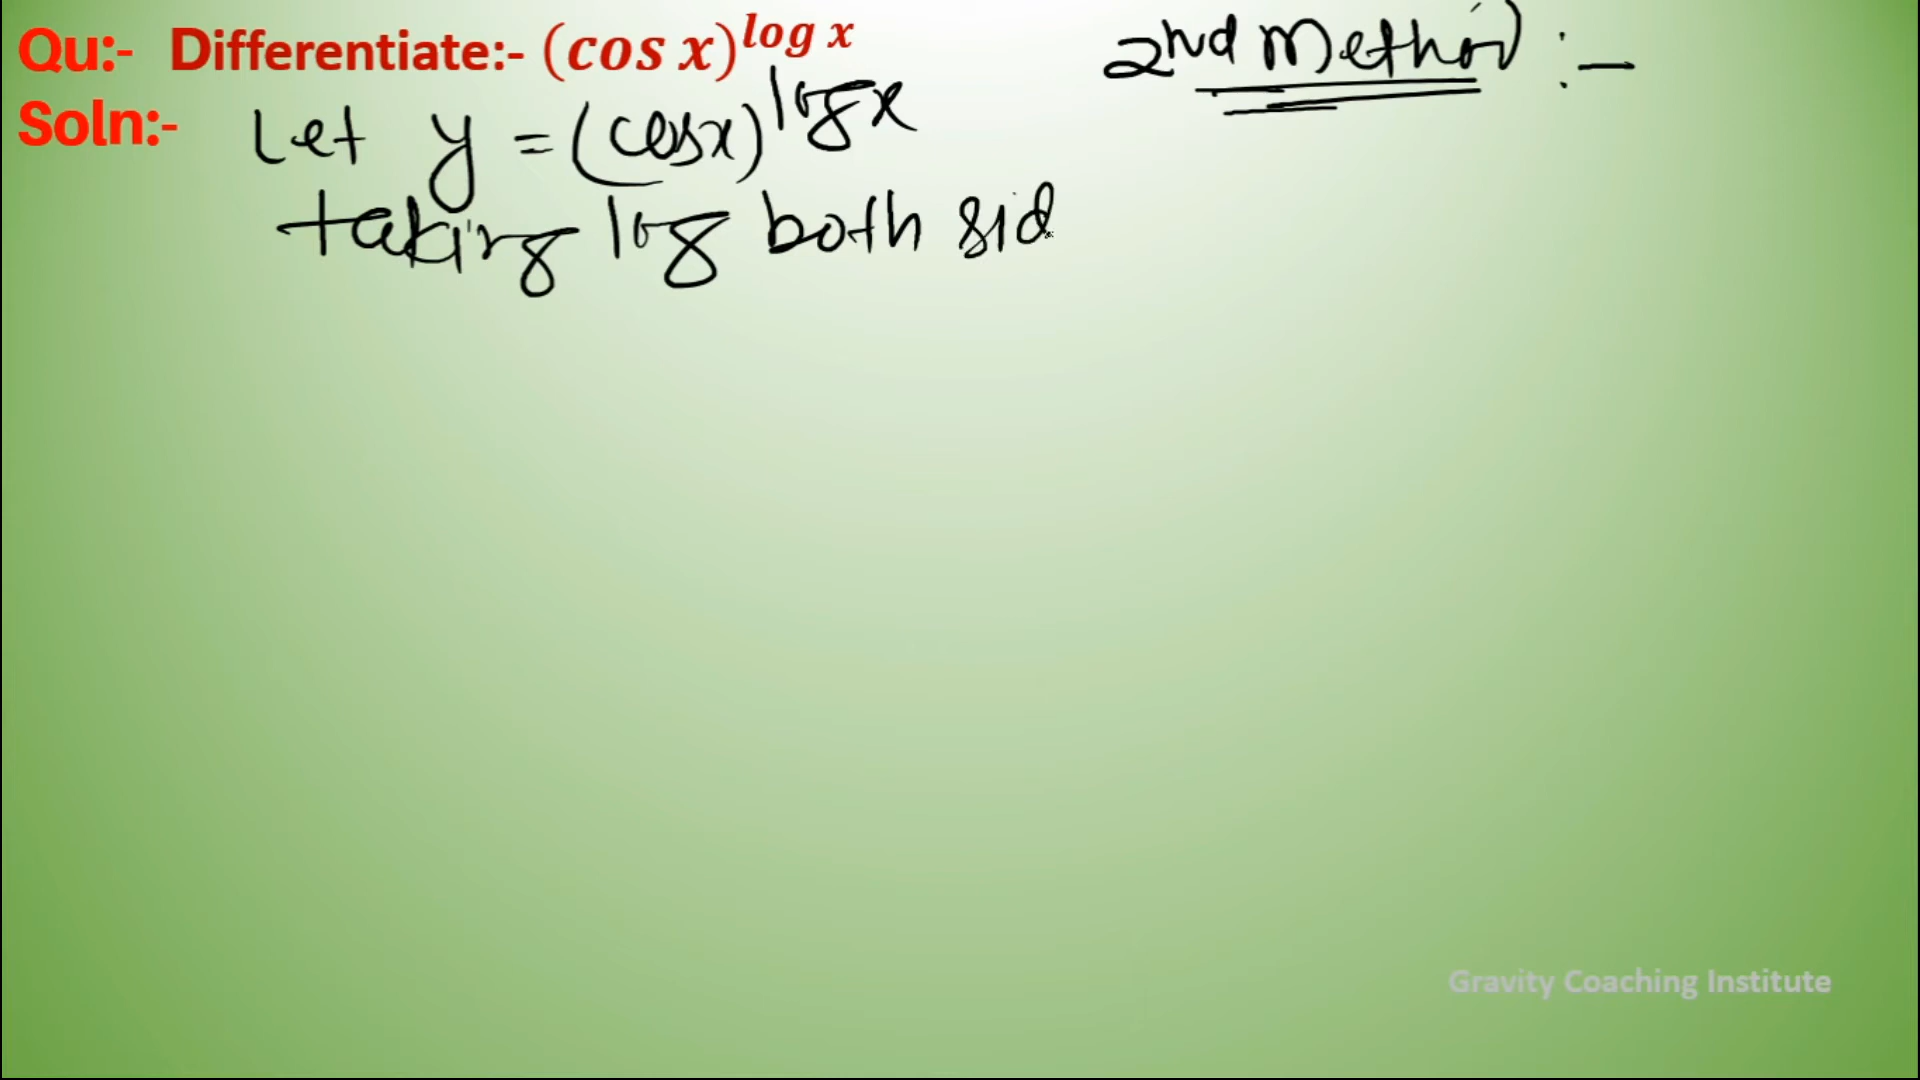 Qu:- Differentiate:- (cos x)^log x
2nd Method :-
Soln:- Let y = (cosx)^logx
taking log both sid
Gravity Coaching Institute